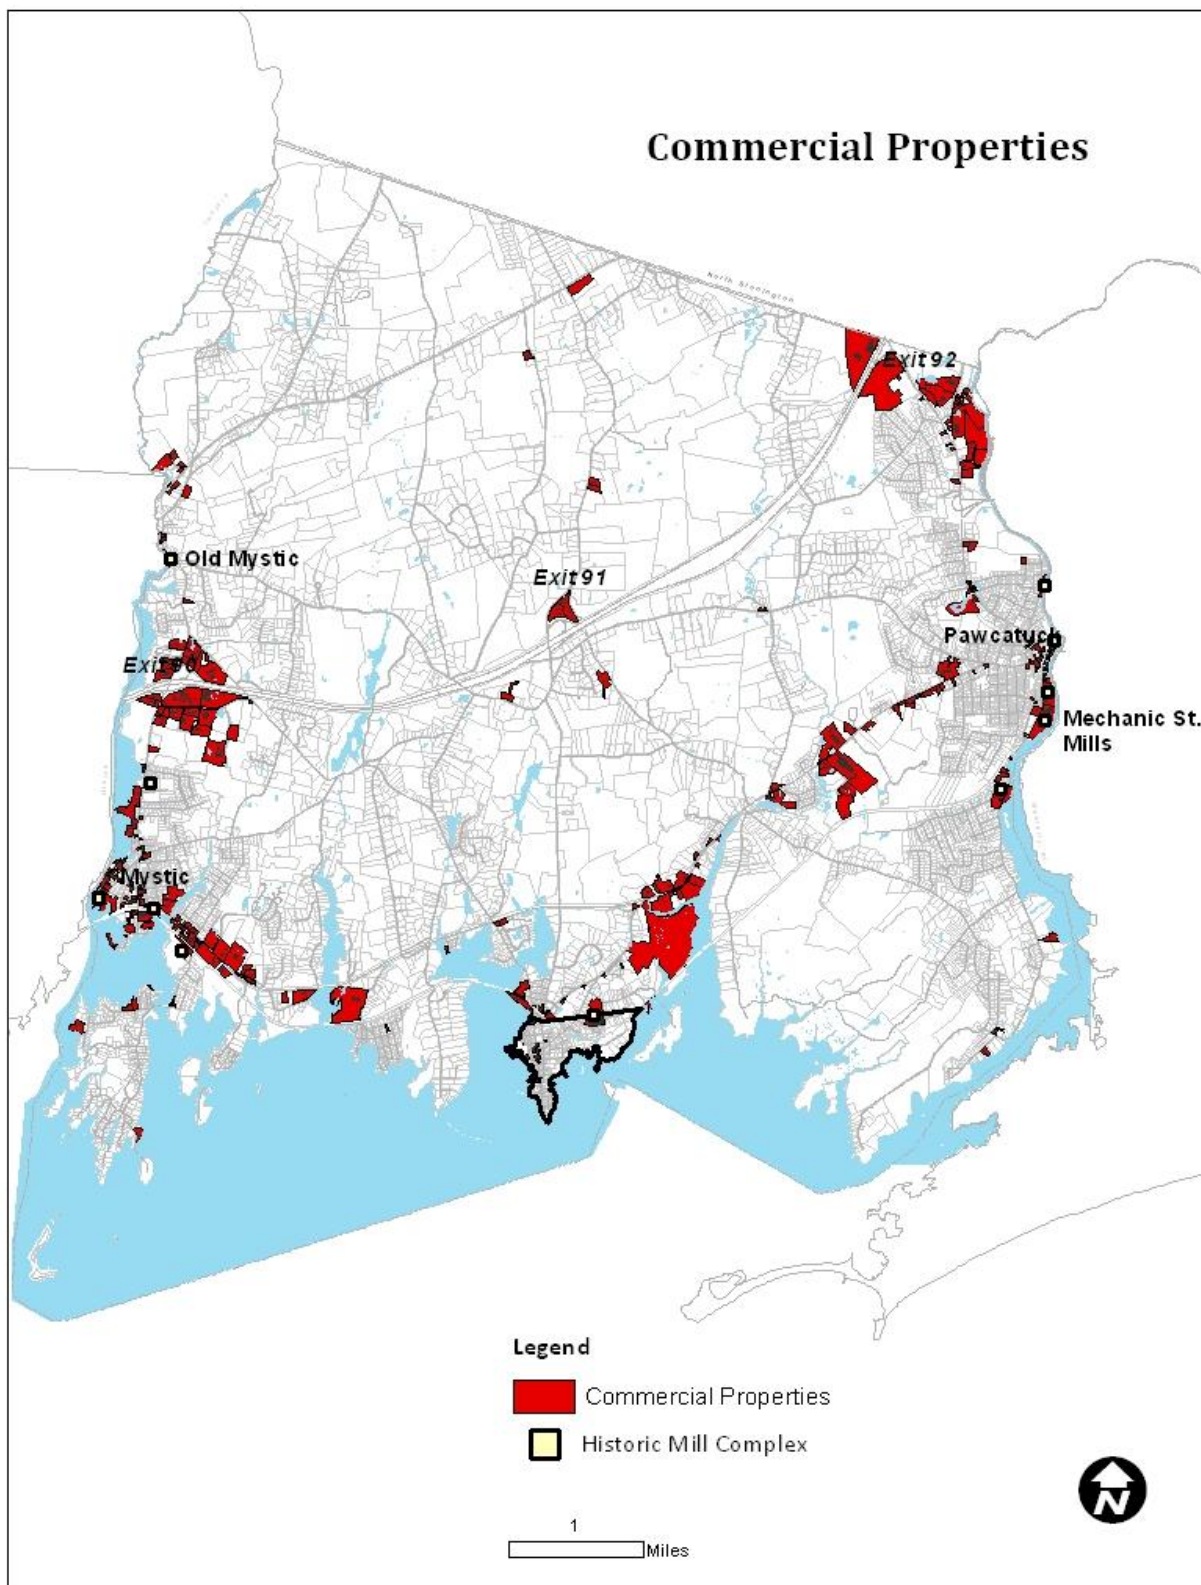 Commercial Properties
North Stonington
Exit 92
Old Mystic
Exit 91
Pawcatuck
Exit 90
Mechanic St.
Mills
Mystic
Legend
Commercial Properties
Historic Mill Complex
1
Miles
N